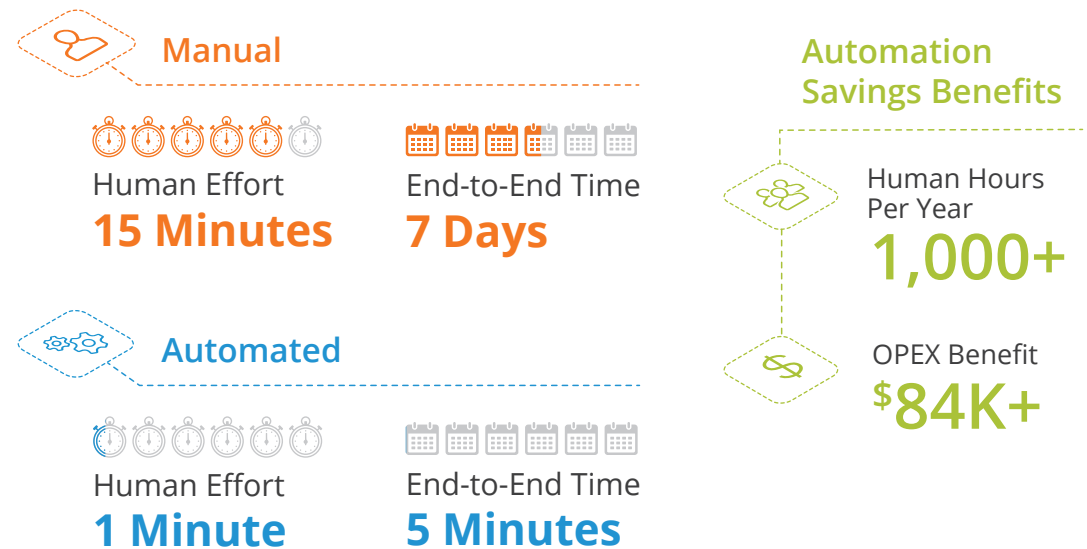 Manual
Human Effort
15 Minutes
End-to-End Time
7 Days
Automated
Human Effort
1 Minute
End-to-End Time
5 Minutes
Automation
Savings Benefits
Human Hours
Per Year
1,000+
OPEX Benefit
$84K+